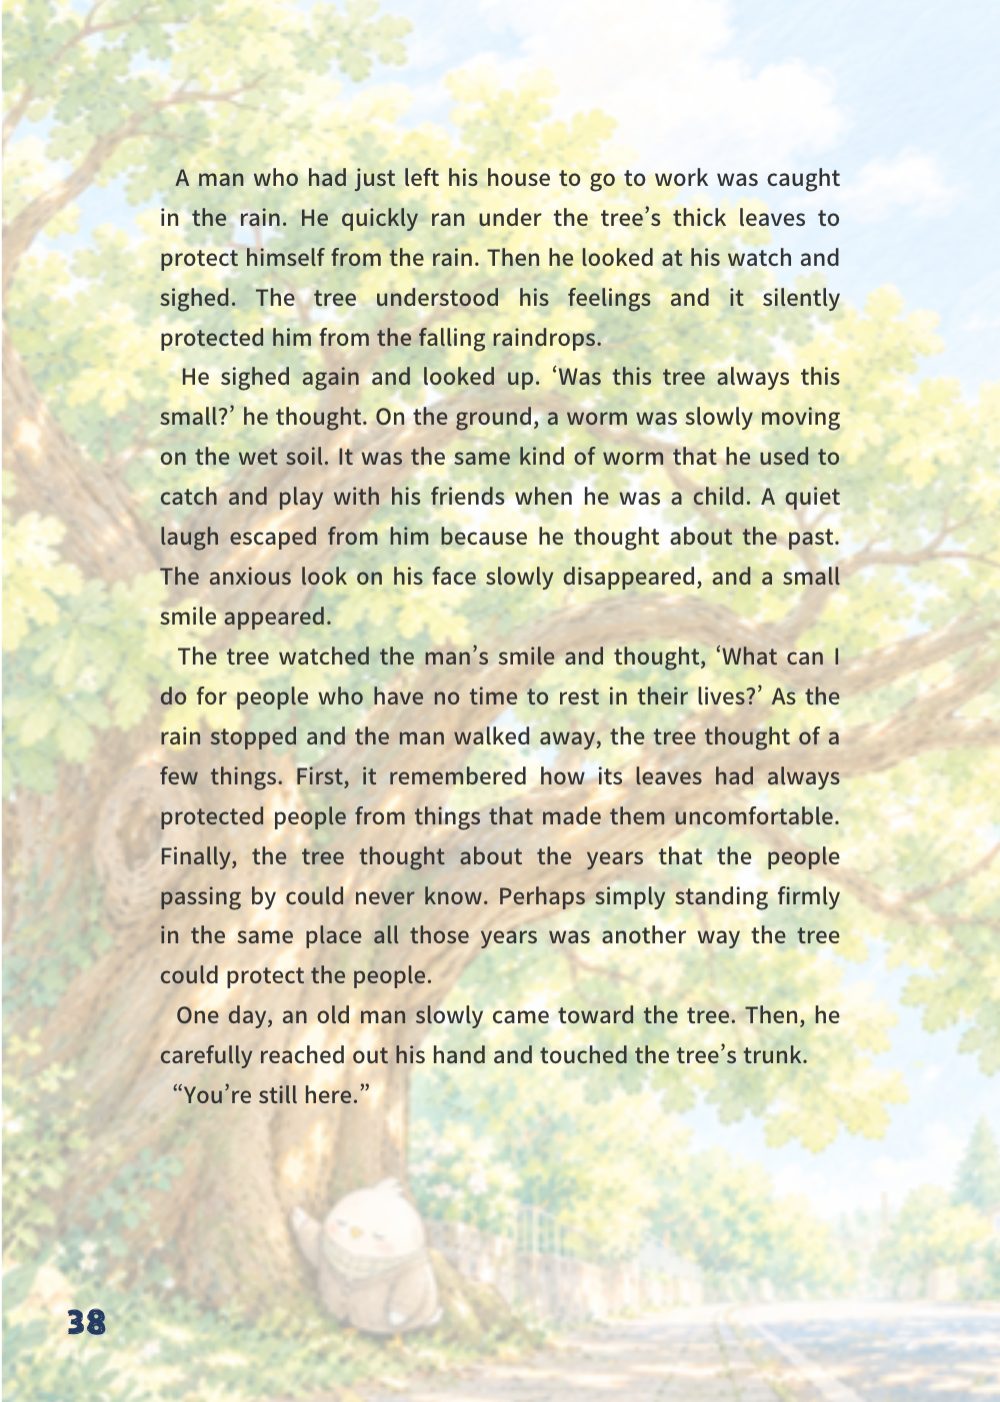 A man who had just left his house to go to work was caught
in the rain. He quickly ran under the tree’s thick leaves to
protect himself from the rain. Then he looked at his watch and
sighed. The tree understood his feelings and it silently
protected him from the falling raindrops.
He sighed again and looked up. ‘Was this tree always this
small?’ he thought. On the ground, a worm was slowly moving
on the wet soil. It was the same kind of worm that he used to
catch and play with his friends when he was a child. A quiet
laugh escaped from him because he thought about the past.
The anxious look on his face slowly disappeared, and a small
smile appeared.
The tree watched the man’s smile and thought, ‘What can I
do for people who have no time to rest in their lives?’ As the
rain stopped and the man walked away, the tree thought of a
few things. First, it remembered how its leaves had always
protected people from things that made them uncomfortable.
Finally, the tree thought about the years that the people
passing by could never know. Perhaps simply standing firmly
in the same place all those years was another way the tree
could protect the people.
One day, an old man slowly came toward the tree. Then, he
carefully reached out his hand and touched the tree’s trunk.
“You’re still here.”
38